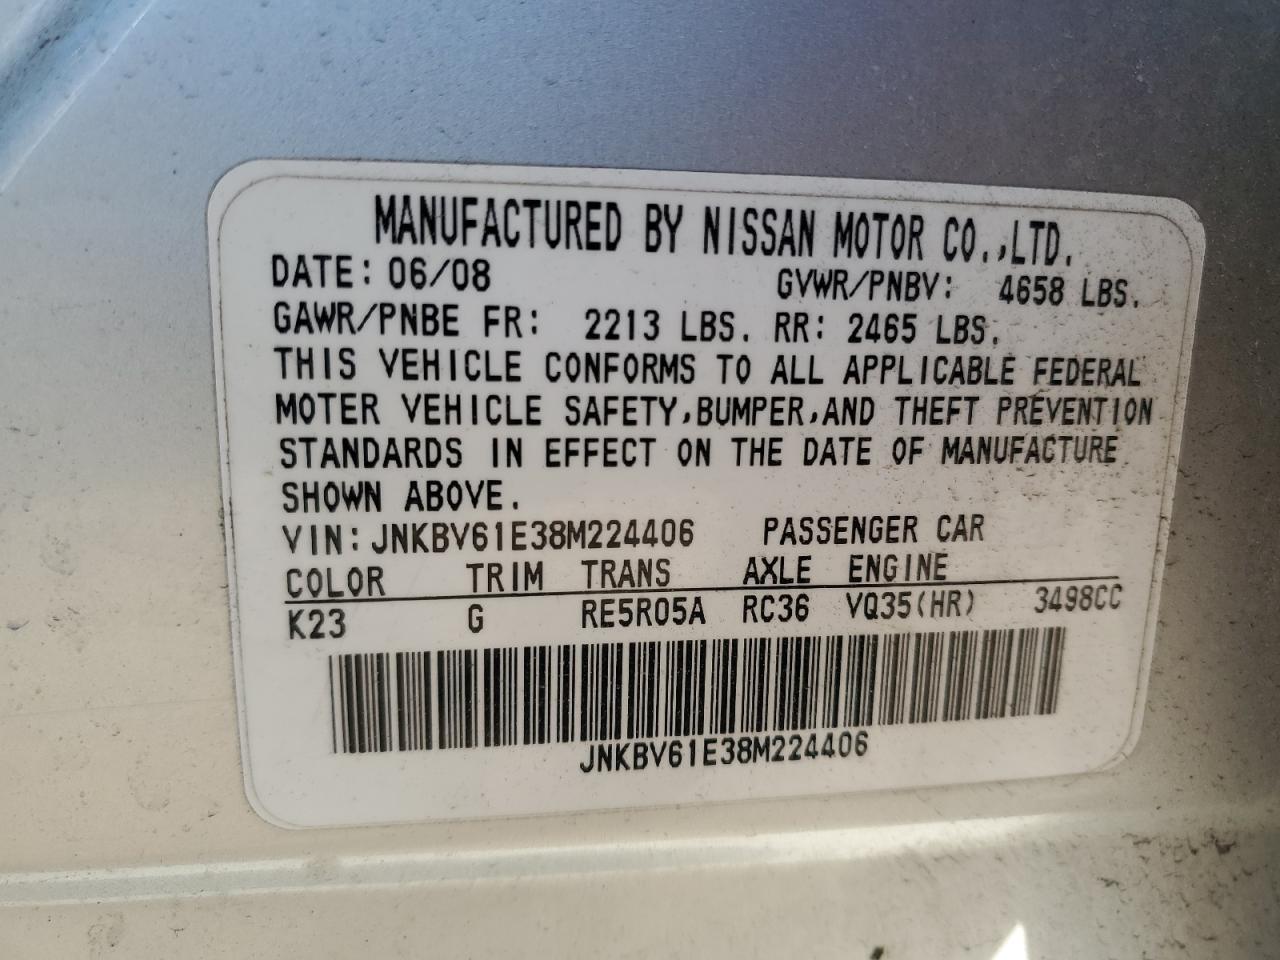 MANUFACTURED BY NISSAN MOTOR CO.,LTD.
DATE: 06/08 GVWR/PNBV: 4658 LBS.
GAWR/PNBE FR: 2213 LBS. RR: 2465 LBS.
THIS VEHICLE CONFORMS TO ALL APPLICABLE FEDERAL
MOTER VEHICLE SAFETY,BUMPER,AND THEFT PREVENTION
STANDARDS IN EFFECT ON THE DATE OF MANUFACTURE
SHOWN ABOVE.
VIN: JNKBV61E38M224406 PASSENGER CAR
COLOR TRIM TRANS AXLE ENGINE
K23 G RE5R05A RC36 VQ35(HR) 3498CC
JNKBV61E38M224406